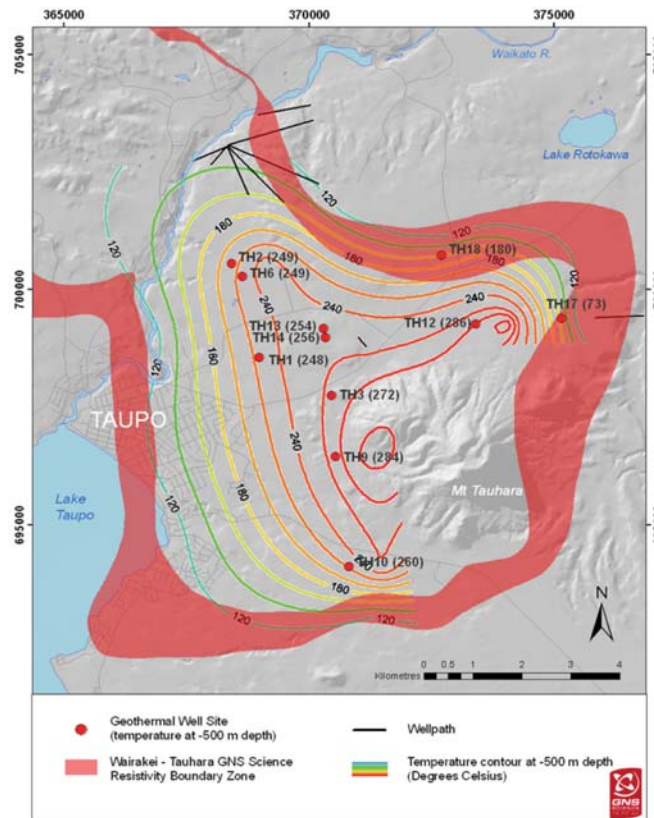 365000
370000
375000
705000
Waikato R.
Lake Rotokawa
120
120
180
120
TH18 (180)
TH2 (249)
180
120
TH6 (249)
700000
700000
240
240
TH17 (73)
TH13 (254)
TH12 (286)
TH14 (256)
180
TH1 (248)
TAUPO
TH3 (272)
240
TH9 (284)
Lake
Taupo
180
Mt Tauhara
120
695000
TH10 (260)
180
N
120
120
0 0.5 1 2 3 4
Kilometres
Geothermal Well Site
(temperature at -500 m depth)
Wellpath
Wairakei - Tauhara GNS Science
Resistivity Boundary Zone
Temperature contour at -500 m depth
(Degrees Celsius)
GNS
SCIENCE